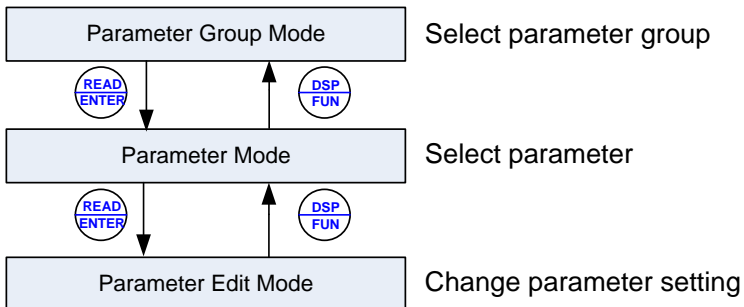 Parameter Group Mode
Select parameter group
READ
ENTER
DSP
FUN
Parameter Mode
Select parameter
READ
ENTER
DSP
FUN
Parameter Edit Mode
Change parameter setting